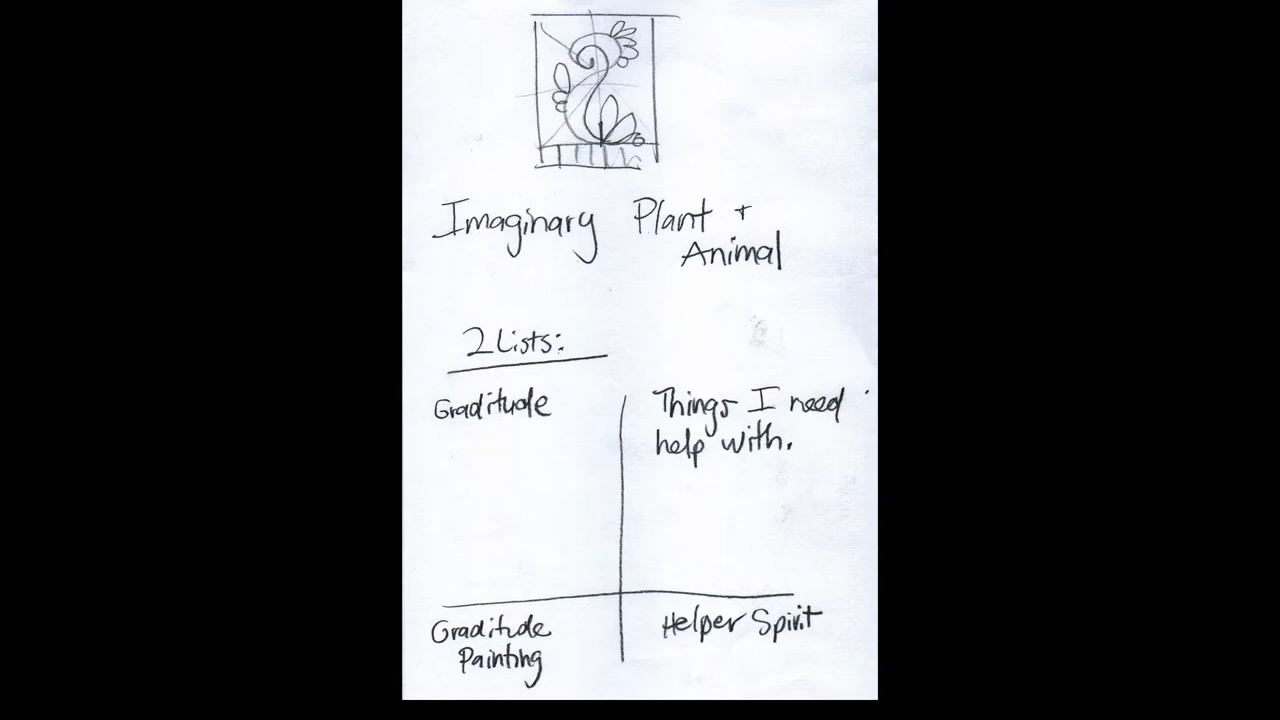 Imaginary Plant +
Animal
2 Lists:
Graditude
Things I need
help with.
Graditude
Painting
Helper Spirit